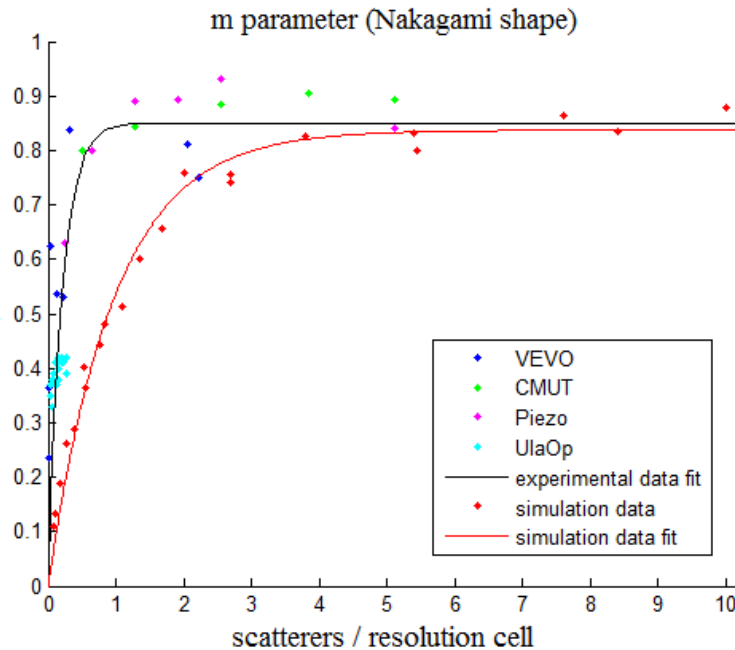 m parameter (Nakagami shape)
1
0.9
0.8
0.7
0.6
0.5
0.4
0.3
0.2
0.1
0
0 1 2 3 4 5 6 7 8 9 10
scatterers / resolution cell
VEVO
CMUT
Piezo
UlaOp
experimental data fit
simulation data
simulation data fit